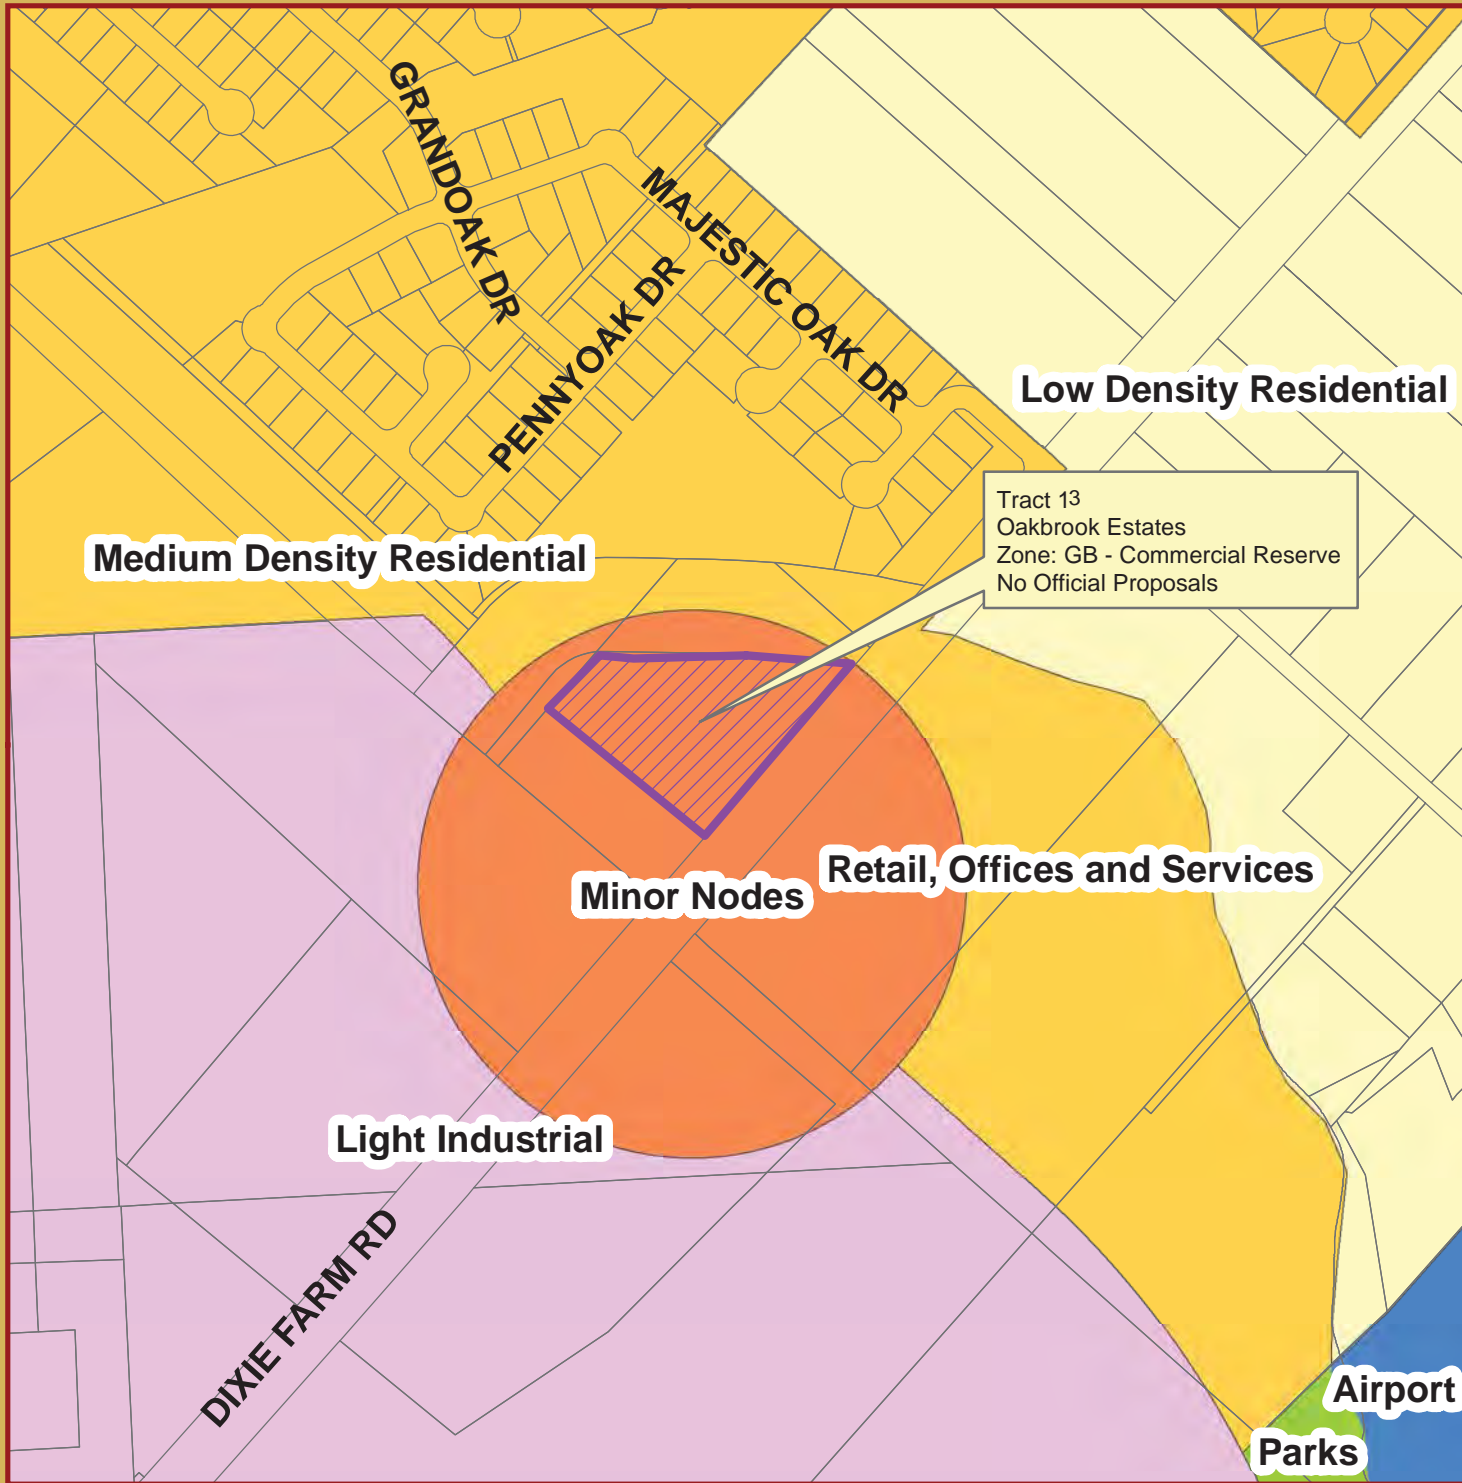 GRANDOAK DR
MAJESTIC OAK DR
PENNYOAK DR
Low Density Residential
Tract 13
Oakbrook Estates
Zone: GB - Commercial Reserve
No Official Proposals
Medium Density Residential
Retail, Offices and Services
Minor Nodes
Light Industrial
DIXIE FARM RD
Airport
Parks